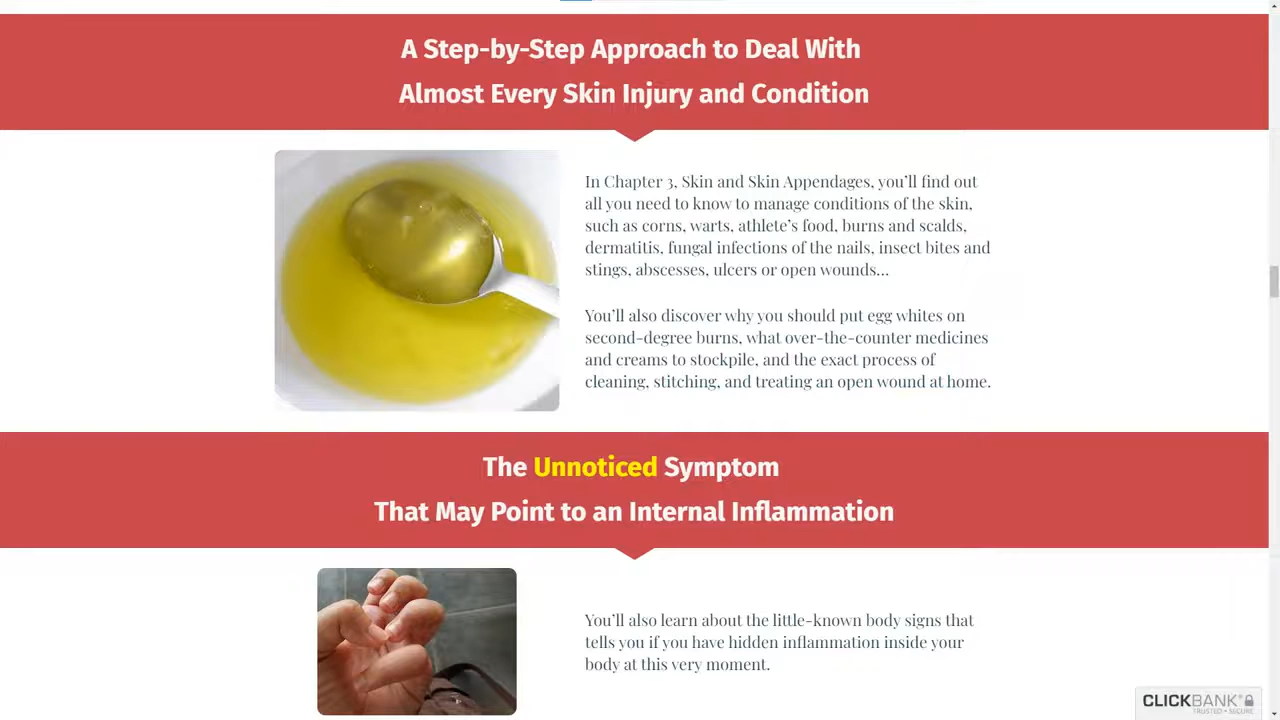 A Step-by-Step Approach to Deal With
Almost Every Skin Injury and Condition
In Chapter 3, Skin and Skin Appendages, you’ll find out
all you need to know to manage conditions of the skin,
such as corns, warts, athlete’s food, burns and scalds,
dermatitis, fungal infections of the nails, insect bites and
stings, abscesses, ulcers or open wounds...
You’ll also discover why you should put egg whites on
second-degree burns, what over-the-counter medicines
and creams to stockpile, and the exact process of
cleaning, stitching, and treating an open wound at home.
The Unnoticed Symptom
That May Point to an Internal Inflammation
You’ll also learn about the little-known body signs that
tells you if you have hidden inflammation inside your
body at this very moment.
CLICKBANK®
TRUSTED • SECURE